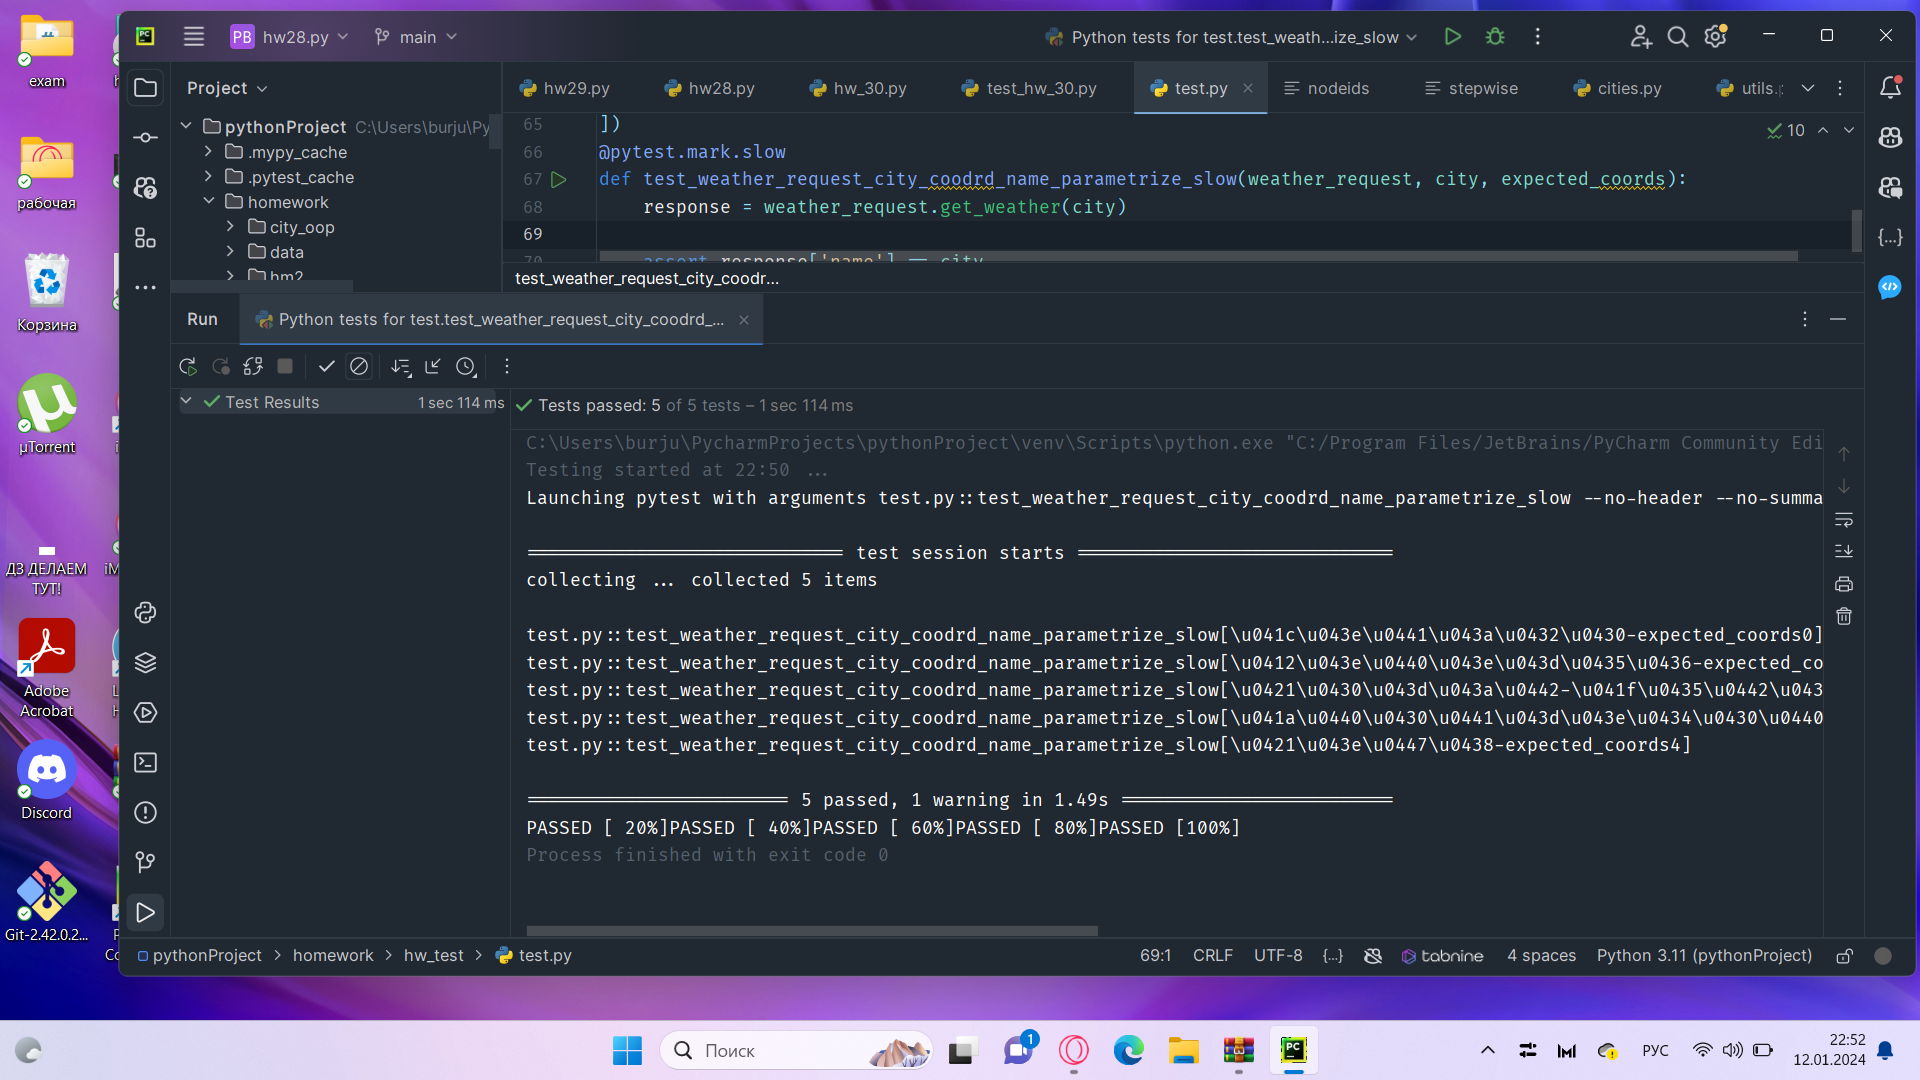 exam
рабочая
Корзина
µTorrent
ДЗ ДЕЛАЕМ
ТУТ!
Adobe
Acrobat
Discord
Git-2.42.0.2...
PC
PB hw28.py
main
Python tests for test.test_weath...ize_slow
Project
hw29.py
hw28.py
hw_30.py
test_hw_30.py
test.py
nodeids
stepwise
cities.py
utils.
pythonProject C:\Users\burju\Py
.mypy_cache
.pytest_cache
homework
city_oop
data
hm2
65 ])
66 @pytest.mark.slow
67 def test_weather_request_city_coodrd_name_parametrize_slow(weather_request, city, expected_coords):
68 response = weather_request.get_weather(city)
69
70 assert response['name'] == city
10
test_weather_request_city_coodr...
Run
Python tests for test.test_weather_request_city_coodrd_...
Test Results 1 sec 114 ms
Tests passed: 5 of 5 tests – 1 sec 114 ms
C:\Users\burju\PycharmProjects\pythonProject\venv\Scripts\python.exe "C:/Program Files/JetBrains/PyCharm Community Edi
Testing started at 22:50 ...
Launching pytest with arguments test.py::test_weather_request_city_coodrd_name_parametrize_slow --no-header --no-summa
============================= test session starts =============================
collecting ... collected 5 items
test.py::test_weather_request_city_coodrd_name_parametrize_slow[\u041c\u043e\u0441\u043a\u0432\u0430-expected_coords0]
test.py::test_weather_request_city_coodrd_name_parametrize_slow[\u0412\u043e\u0440\u043e\u043d\u0435\u0436-expected_co
test.py::test_weather_request_city_coodrd_name_parametrize_slow[\u0421\u0430\u043d\u043a\u0442-\u041f\u0435\u0442\u043
test.py::test_weather_request_city_coodrd_name_parametrize_slow[\u041a\u0440\u0430\u0441\u043d\u043e\u0434\u0430\u0440
test.py::test_weather_request_city_coodrd_name_parametrize_slow[\u0421\u043e\u0447\u0438-expected_coords4]
======================== 5 passed, 1 warning in 1.49s =========================
PASSED [ 20%]PASSED [ 40%]PASSED [ 60%]PASSED [ 80%]PASSED [100%]
Process finished with exit code 0
pythonProject > homework > hw_test > test.py
69:1 CRLF UTF-8 {...} tabnine 4 spaces Python 3.11 (pythonProject)
Поиск
1
PC
РУС
22:52
12.01.2024